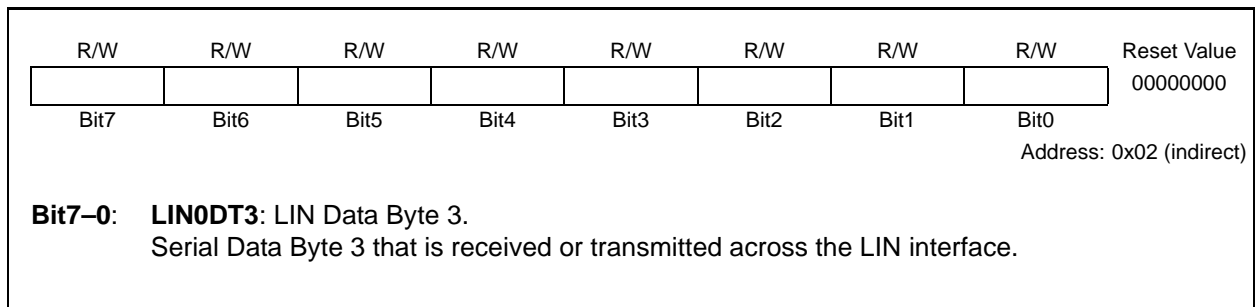 R/W R/W R/W R/W R/W R/W R/W R/W Reset Value
00000000
Bit7 Bit6 Bit5 Bit4 Bit3 Bit2 Bit1 Bit0
Address: 0x02 (indirect)
Bit7–0: LIN0DT3: LIN Data Byte 3.
Serial Data Byte 3 that is received or transmitted across the LIN interface.